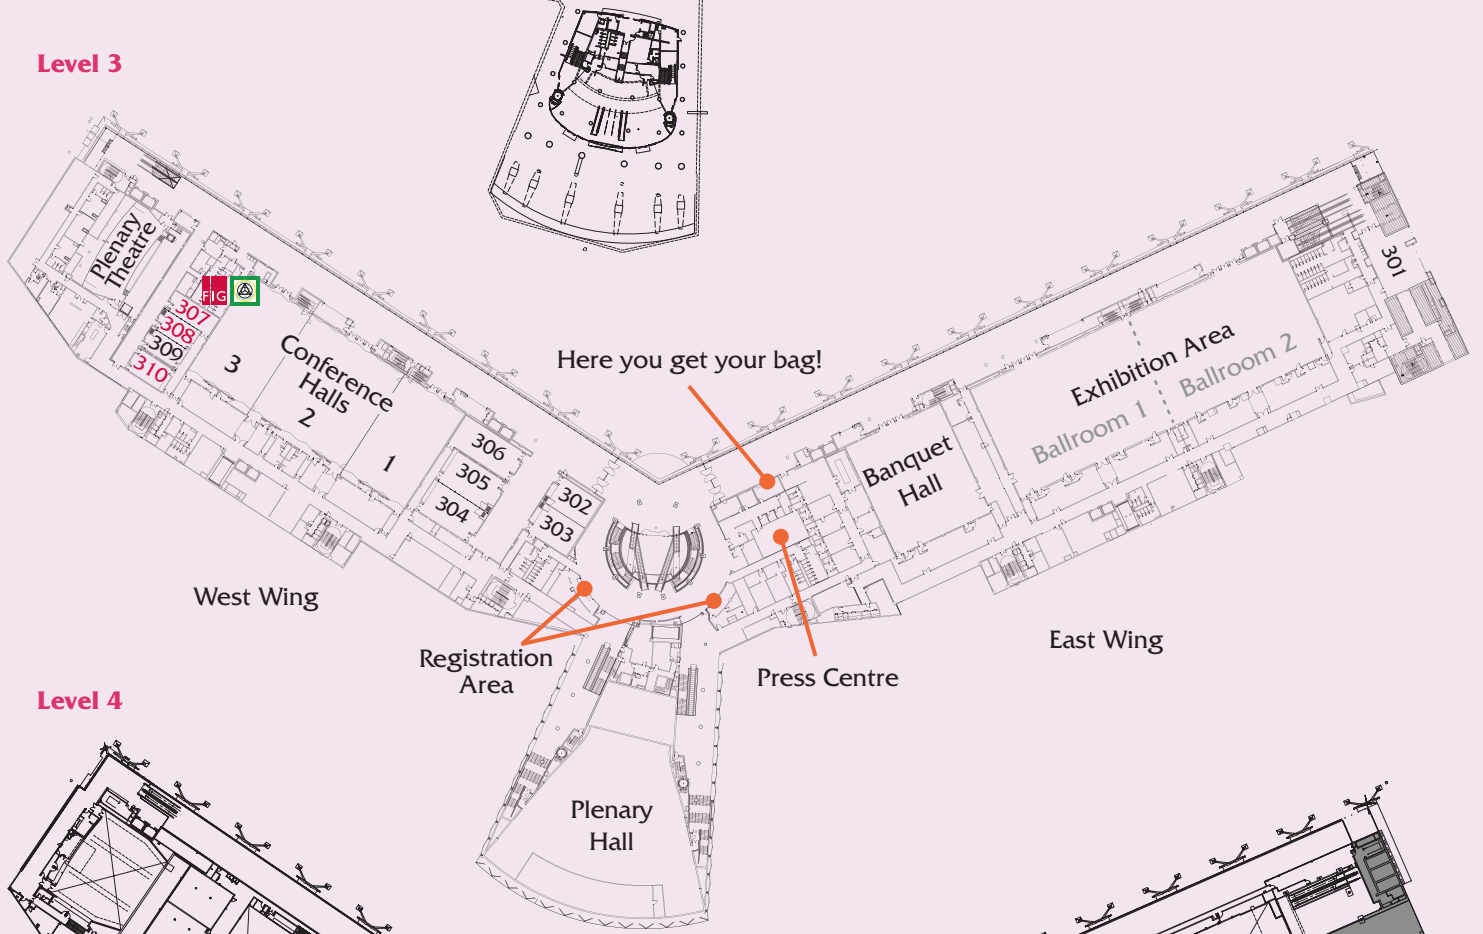 Level 3
Plenary
Theatre
FIG
307
308
309
310
3
Conference
Halls
2
1
306
305
304
302
303
Here you get your bag!
Banquet
Hall
Exhibition Area
Ballroom 1
Ballroom 2
301
West Wing
East Wing
Registration
Area
Press Centre
Level 4
Plenary
Hall